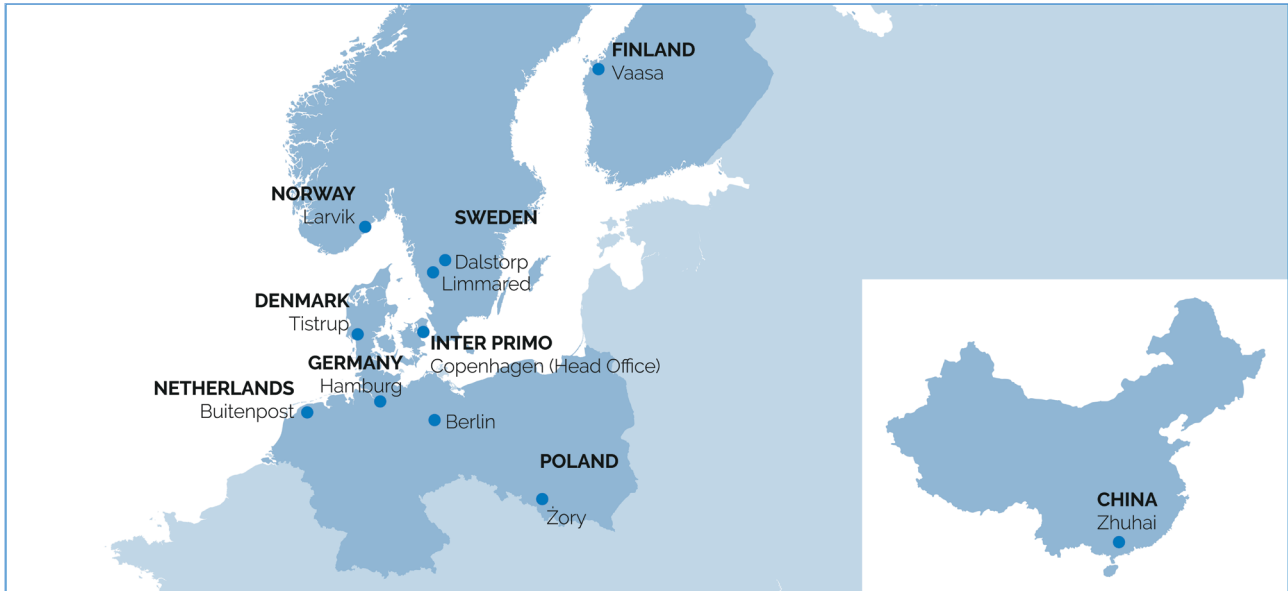 FINLAND
Vaasa
NORWAY
Larvik
SWEDEN
Dalstorp
Limmared
DENMARK
Tistrup
INTER PRIMO
Copenhagen (Head Office)
GERMANY
Hamburg
NETHERLANDS
Buitenpost
Berlin
POLAND
Żory
CHINA
Zhuhai